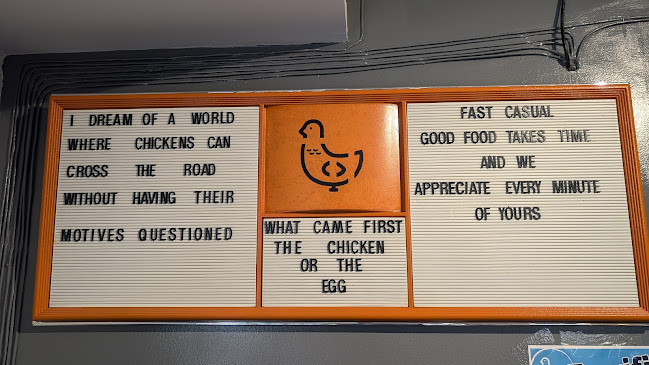 I DREAM OF A WORLD
WHERE CHICKENS CAN
CROSS THE ROAD
WITHOUT HAVING THEIR
MOTIVES QUESTIONED
WHAT CAME FIRST
THE CHICKEN
OR THE
EGG
FAST CASUAL
GOOD FOOD TAKES TIME
AND WE
APPRECIATE EVERY MINUTE
OF YOURS